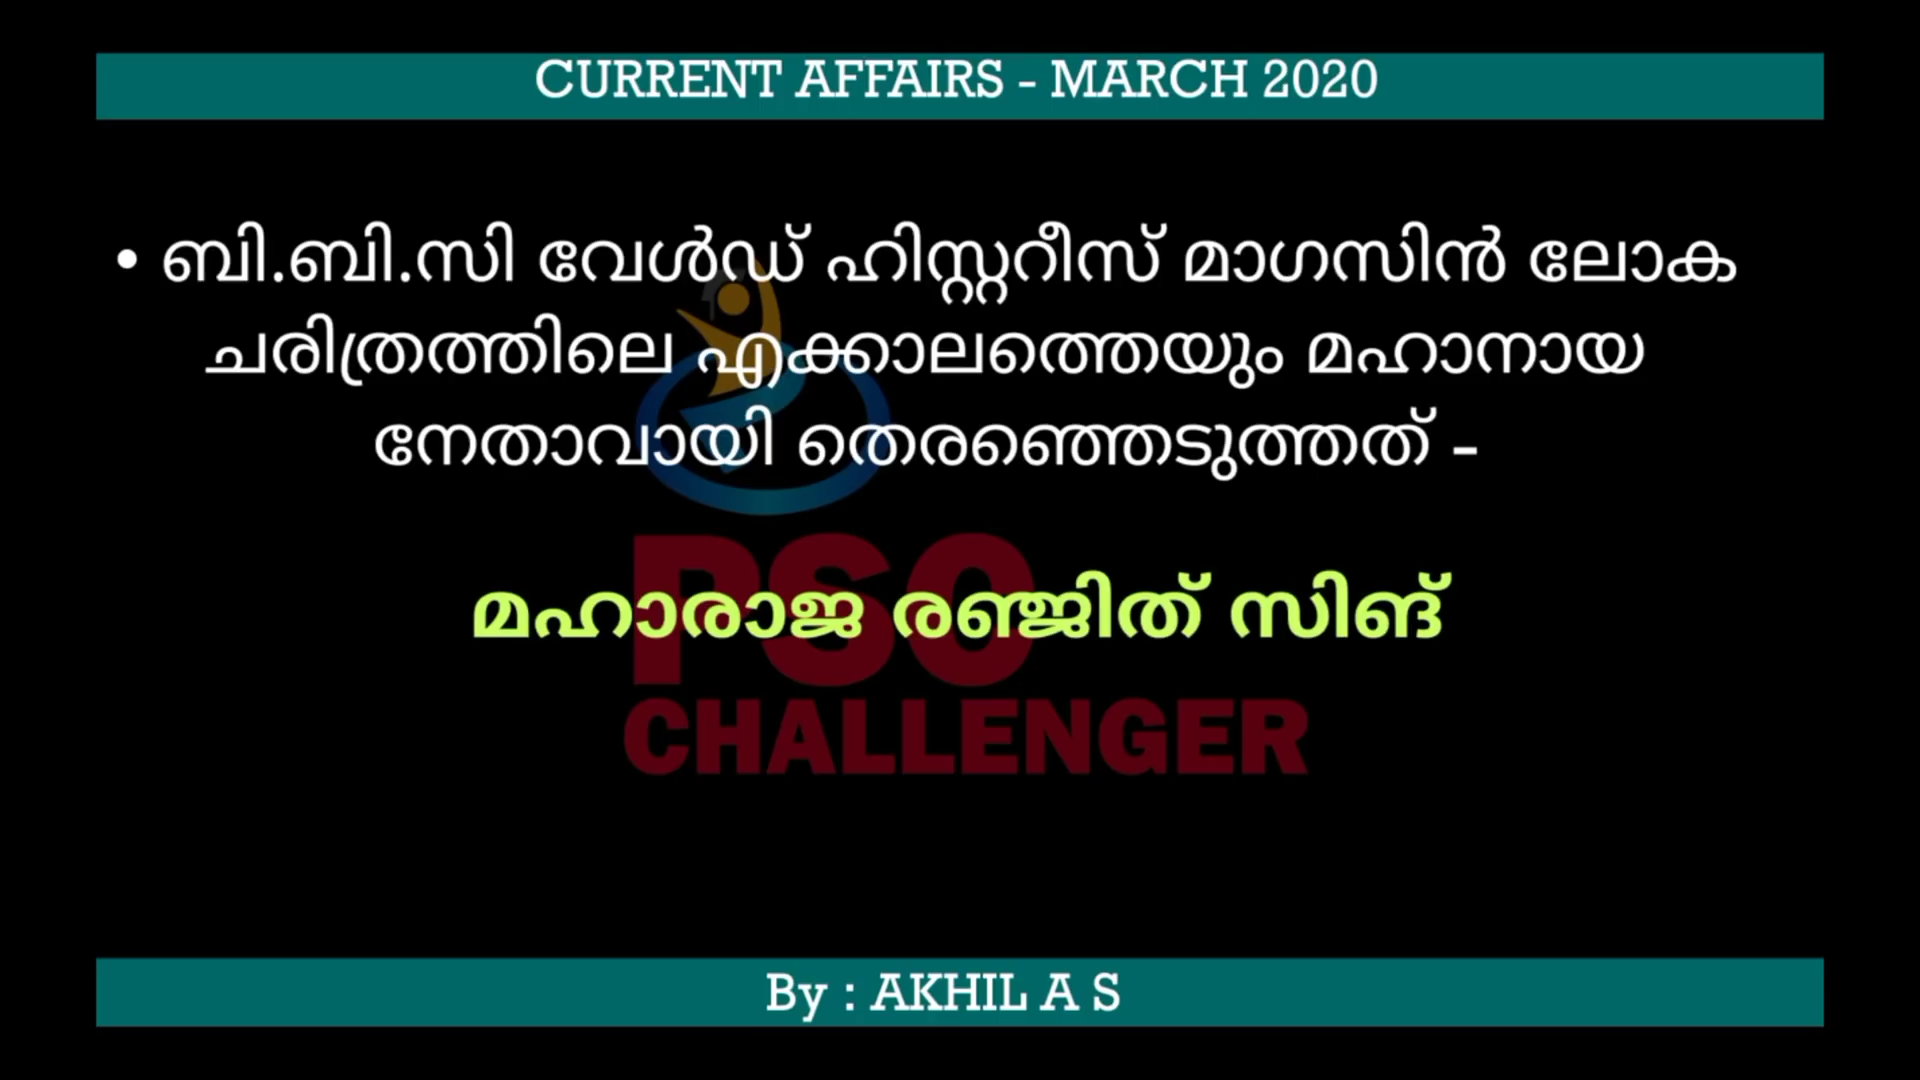 CURRENT AFFAIRS - MARCH 2020
• ബി.ബി.സി വേൾഡ് ഹിസ്റ്ററീസ് മാഗസിൻ ലോക
ചരിത്രത്തിലെ എക്കാലത്തെയും മഹാനായ
നേതാവായി തെരഞ്ഞെടുത്തത് -
മഹാരാജ രഞ്ജിത് സിങ്
PSC
CHALLENGER
By : AKHIL A S